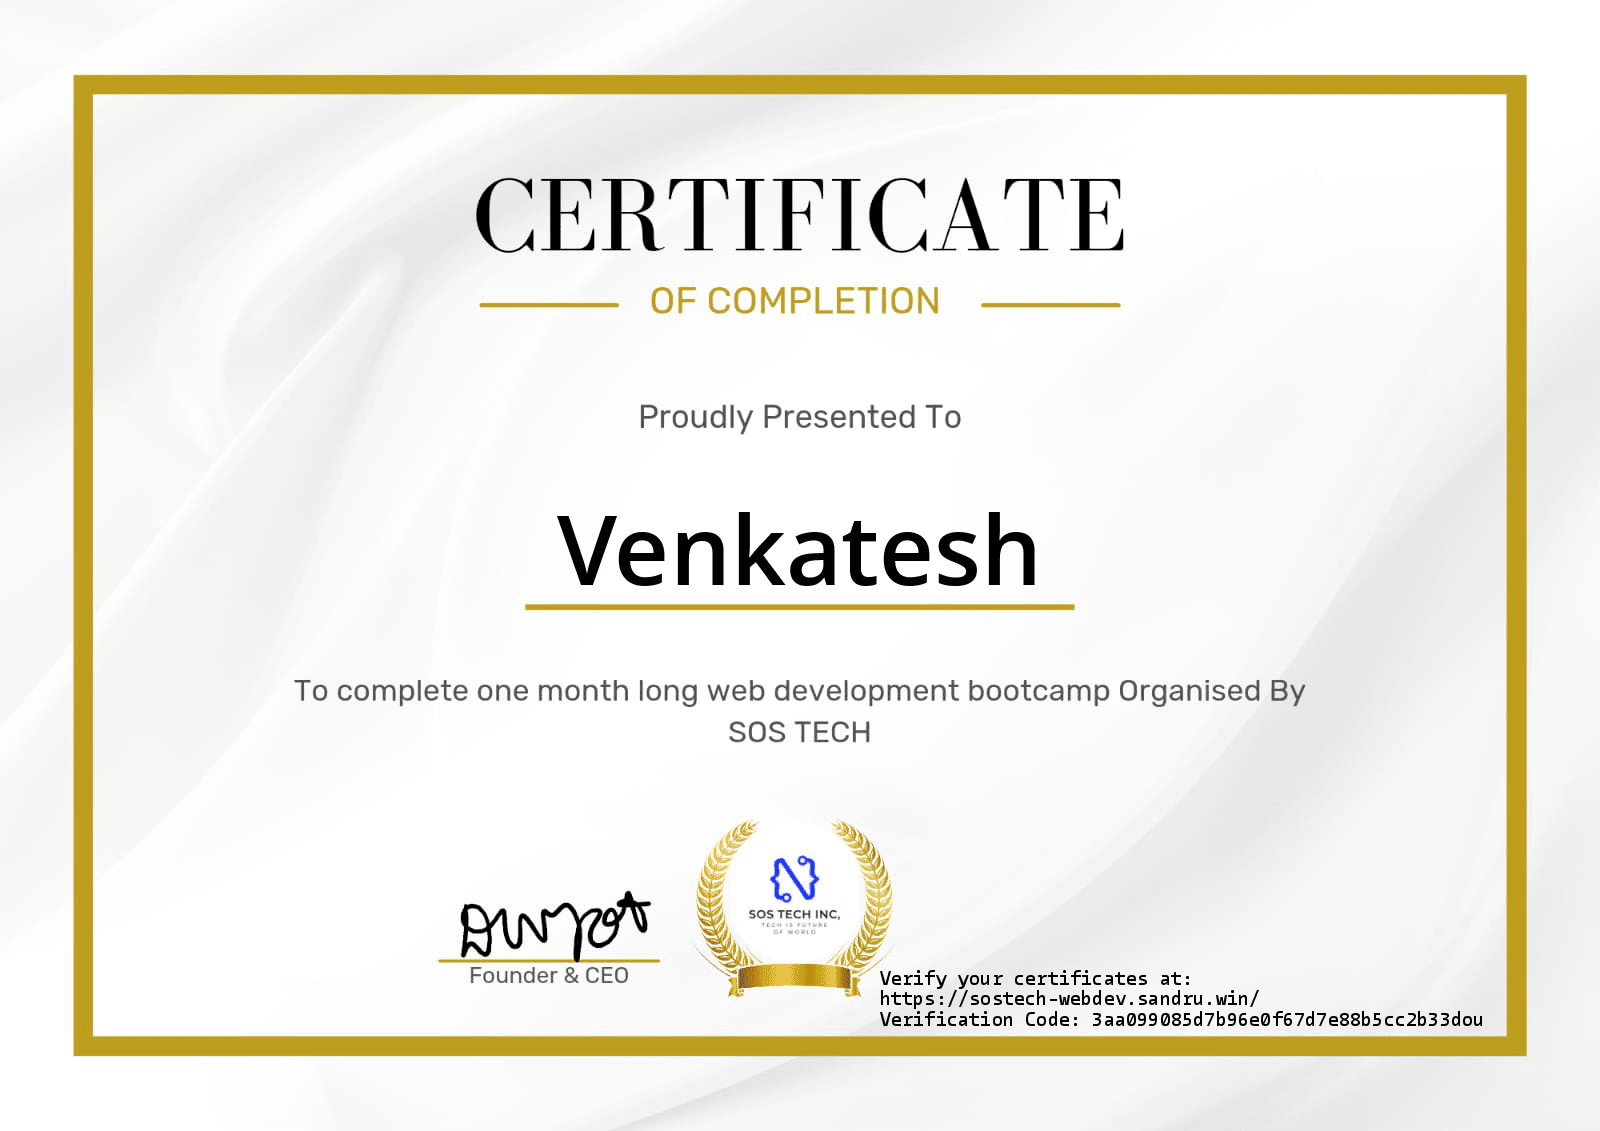 CERTIFICATE
OF COMPLETION
Proudly Presented To
Venkatesh
To complete one month long web development bootcamp Organised By
SOS TECH
Founder & CEO
SOS TECH INC,
TECH IS FUTURE
OF WORLD
Verify your certificates at:
https://sostech-webdev.sandru.win/
Verification Code: 3aa099085d7b96e0f67d7e88b5cc2b33dou